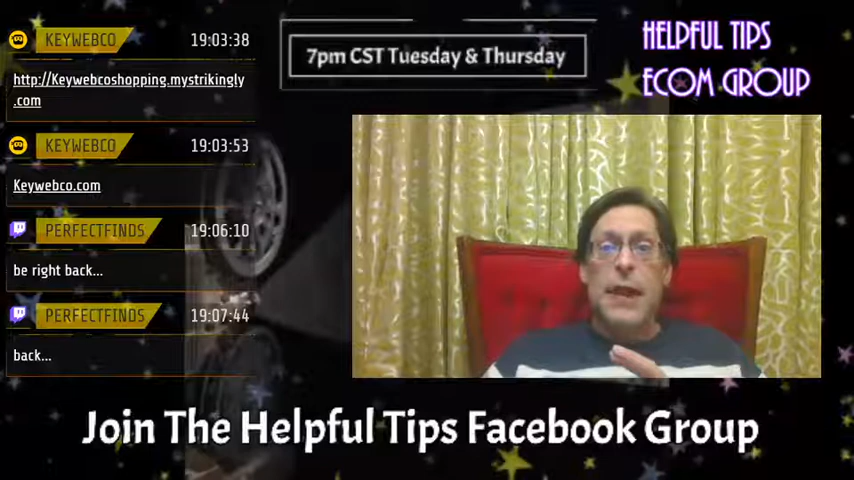 KEYWEBCO 19:03:38
http://Keywebcoshopping.mystrikingly
.com
KEYWEBCO 19:03:53
Keywebco.com
PERFECTFINDS 19:06:10
be right back...
PERFECTFINDS 19:07:44
back...
7pm CST Tuesday & Thursday
HELPFUL TIPS
ECOM GROUP
Join The Helpful Tips Facebook Group